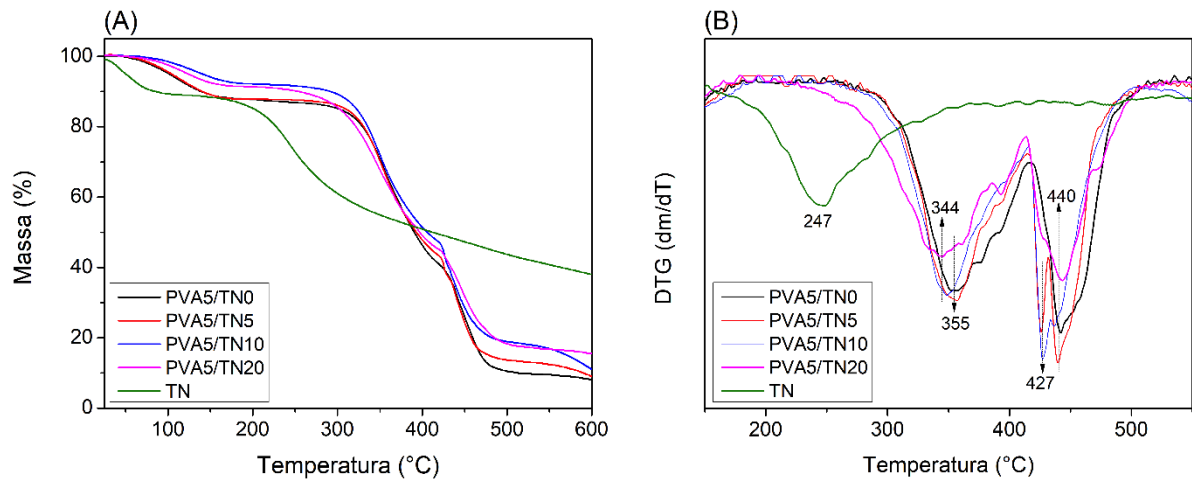 (A)
100
80
60
40
20
0
Massa (%)
PVA5/TN0
PVA5/TN5
PVA5/TN10
PVA5/TN20
TN
100 200 300 400 500 600
Temperatura (°C)
(B)
DTG (dm/dT)
247
344
355
440
427
PVA5/TN0
PVA5/TN5
PVA5/TN10
PVA5/TN20
TN
200 300 400 500
Temperatura (°C)